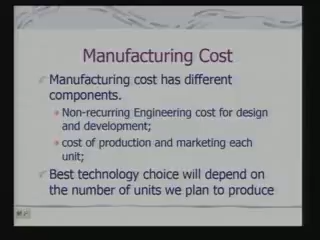 Manufacturing Cost
Manufacturing cost has different
components.
Non-recurring Engineering cost for design
and development;
cost of production and marketing each
unit;
Best technology choice will depend on
the number of units we plan to produce